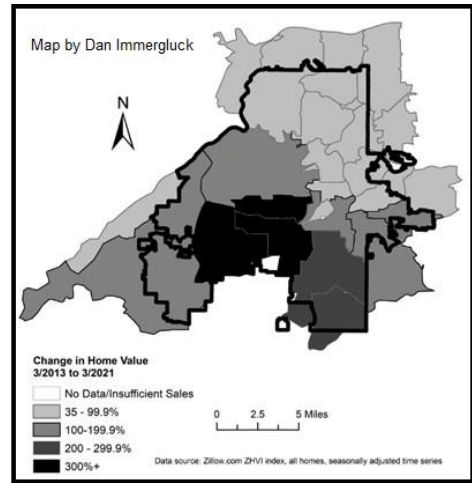 Map by Dan Immergluck
N
Change in Home Value
3/2013 to 3/2021
No Data/Insufficient Sales
35 - 99.9%
100-199.9%
200 - 299.9%
300%+
0 2.5 5 Miles
Data source: Zillow.com ZHVI index, all homes, seasonally adjusted time series